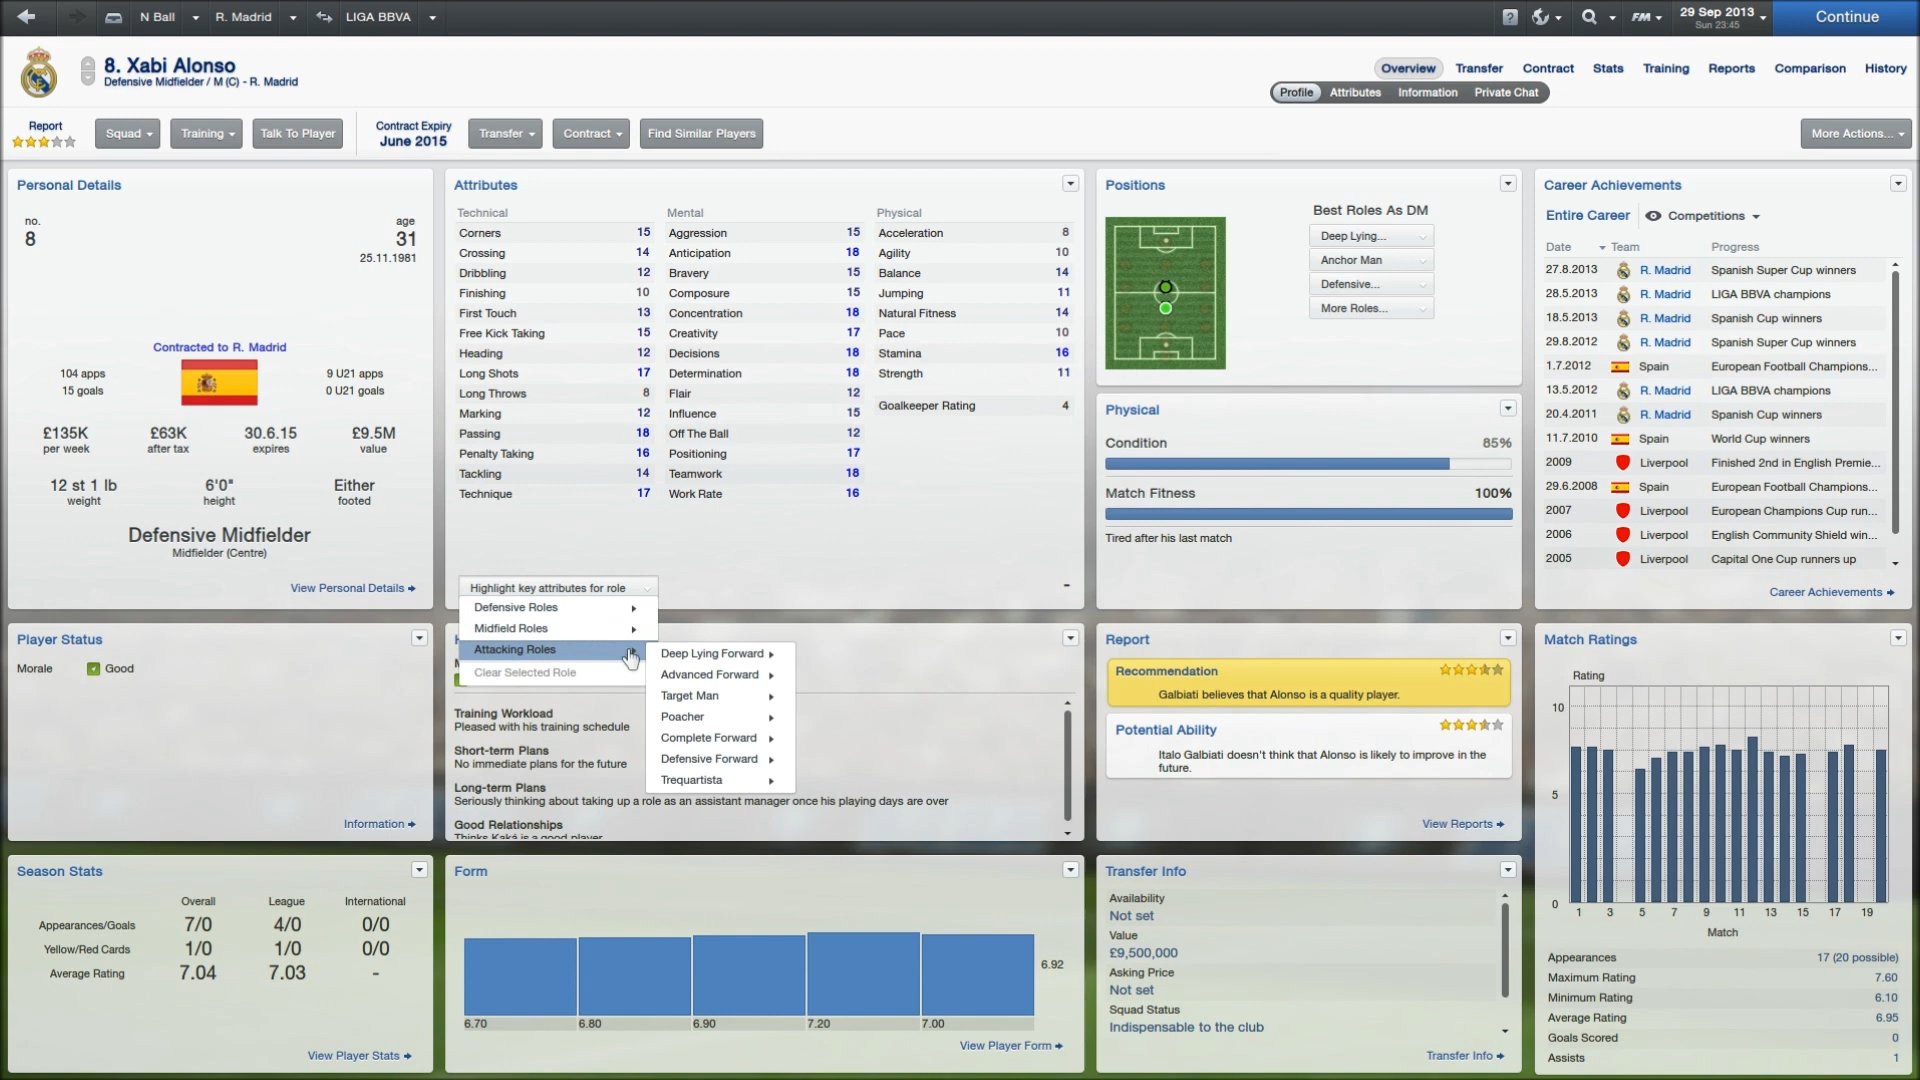 N Ball
R. Madrid
LIGA BBVA
FM
29 Sep 2013
Sun 23:45
Continue
8. Xabi Alonso
Defensive Midfielder / M (C) - R. Madrid
Overview Transfer Contract Stats Training Reports Comparison History
Profile Attributes Information Private Chat
Report
Squad
Training
Talk To Player
Contract Expiry
June 2015
Transfer
Contract
Find Similar Players
More Actions...
Personal Details
no. age
8 31
25.11.1981
Contracted to R. Madrid
104 apps 9 U21 apps
15 goals 0 U21 goals
£135K £63K 30.6.15 £9.5M
per week after tax expires value
12 st 1 lb 6'0" Either
weight height footed
Defensive Midfielder
Midfielder (Centre)
View Personal Details
Attributes
Technical Mental Physical
Corners 15 Aggression 15 Acceleration 8
Crossing 14 Anticipation 18 Agility 10
Dribbling 12 Bravery 15 Balance 14
Finishing 10 Composure 15 Jumping 11
First Touch 13 Concentration 18 Natural Fitness 14
Free Kick Taking 15 Creativity 17 Pace 10
Heading 12 Decisions 18 Stamina 16
Long Shots 17 Determination 18 Strength 11
Long Throws 8 Flair 12
Marking 12 Influence 15 Goalkeeper Rating 4
Passing 18 Off The Ball 12
Penalty Taking 16 Positioning 17
Tackling 14 Teamwork 18
Technique 17 Work Rate 16
Highlight key attributes for role -
Defensive Roles
Midfield Roles
Attacking Roles
Clear Selected Role
Deep Lying Forward
Advanced Forward
Target Man
Poacher
Complete Forward
Defensive Forward
Trequartista
Positions
Best Roles As DM
Deep Lying...
Anchor Man
Defensive...
More Roles...
Physical
Condition 85%
Match Fitness 100%
Tired after his last match
Career Achievements
Entire Career Competitions
Date Team Progress
27.8.2013 R. Madrid Spanish Super Cup winners
28.5.2013 R. Madrid LIGA BBVA champions
18.5.2013 R. Madrid Spanish Cup winners
29.8.2012 R. Madrid Spanish Super Cup winners
1.7.2012 Spain European Football Champions...
13.5.2012 R. Madrid LIGA BBVA champions
20.4.2011 R. Madrid Spanish Cup winners
11.7.2010 Spain World Cup winners
2009 Liverpool Finished 2nd in English Premie...
29.6.2008 Spain European Football Champions...
2007 Liverpool European Champions Cup run...
2006 Liverpool English Community Shield win...
2005 Liverpool Capital One Cup runners up
Career Achievements
Player Status
Morale Good
Information
Training Workload
Pleased with his training schedule
Short-term Plans
No immediate plans for the future
Long-term Plans
Seriously thinking about taking up a role as an assistant manager once his playing days are over
Good Relationships
Thinks Kaká is a good player
Report
Recommendation
Galbiati believes that Alonso is a quality player.
Potential Ability
Italo Galbiati doesn't think that Alonso is likely to improve in the
future.
View Reports
Match Ratings
Rating
10
5
0
1 3 5 7 9 11 13 15 17 19
Match
Appearances 17 (20 possible)
Maximum Rating 7.60
Minimum Rating 6.10
Average Rating 6.95
Goals Scored 0
Assists 1
Season Stats
Overall League International
Appearances/Goals 7/0 4/0 0/0
Yellow/Red Cards 1/0 1/0 0/0
Average Rating 7.04 7.03 -
View Player Stats
Form
6.92
6.70 6.80 6.90 7.20 7.00
View Player Form
Transfer Info
Availability
Not set
Value
£9,500,000
Asking Price
Not set
Squad Status
Indispensable to the club
Transfer Info